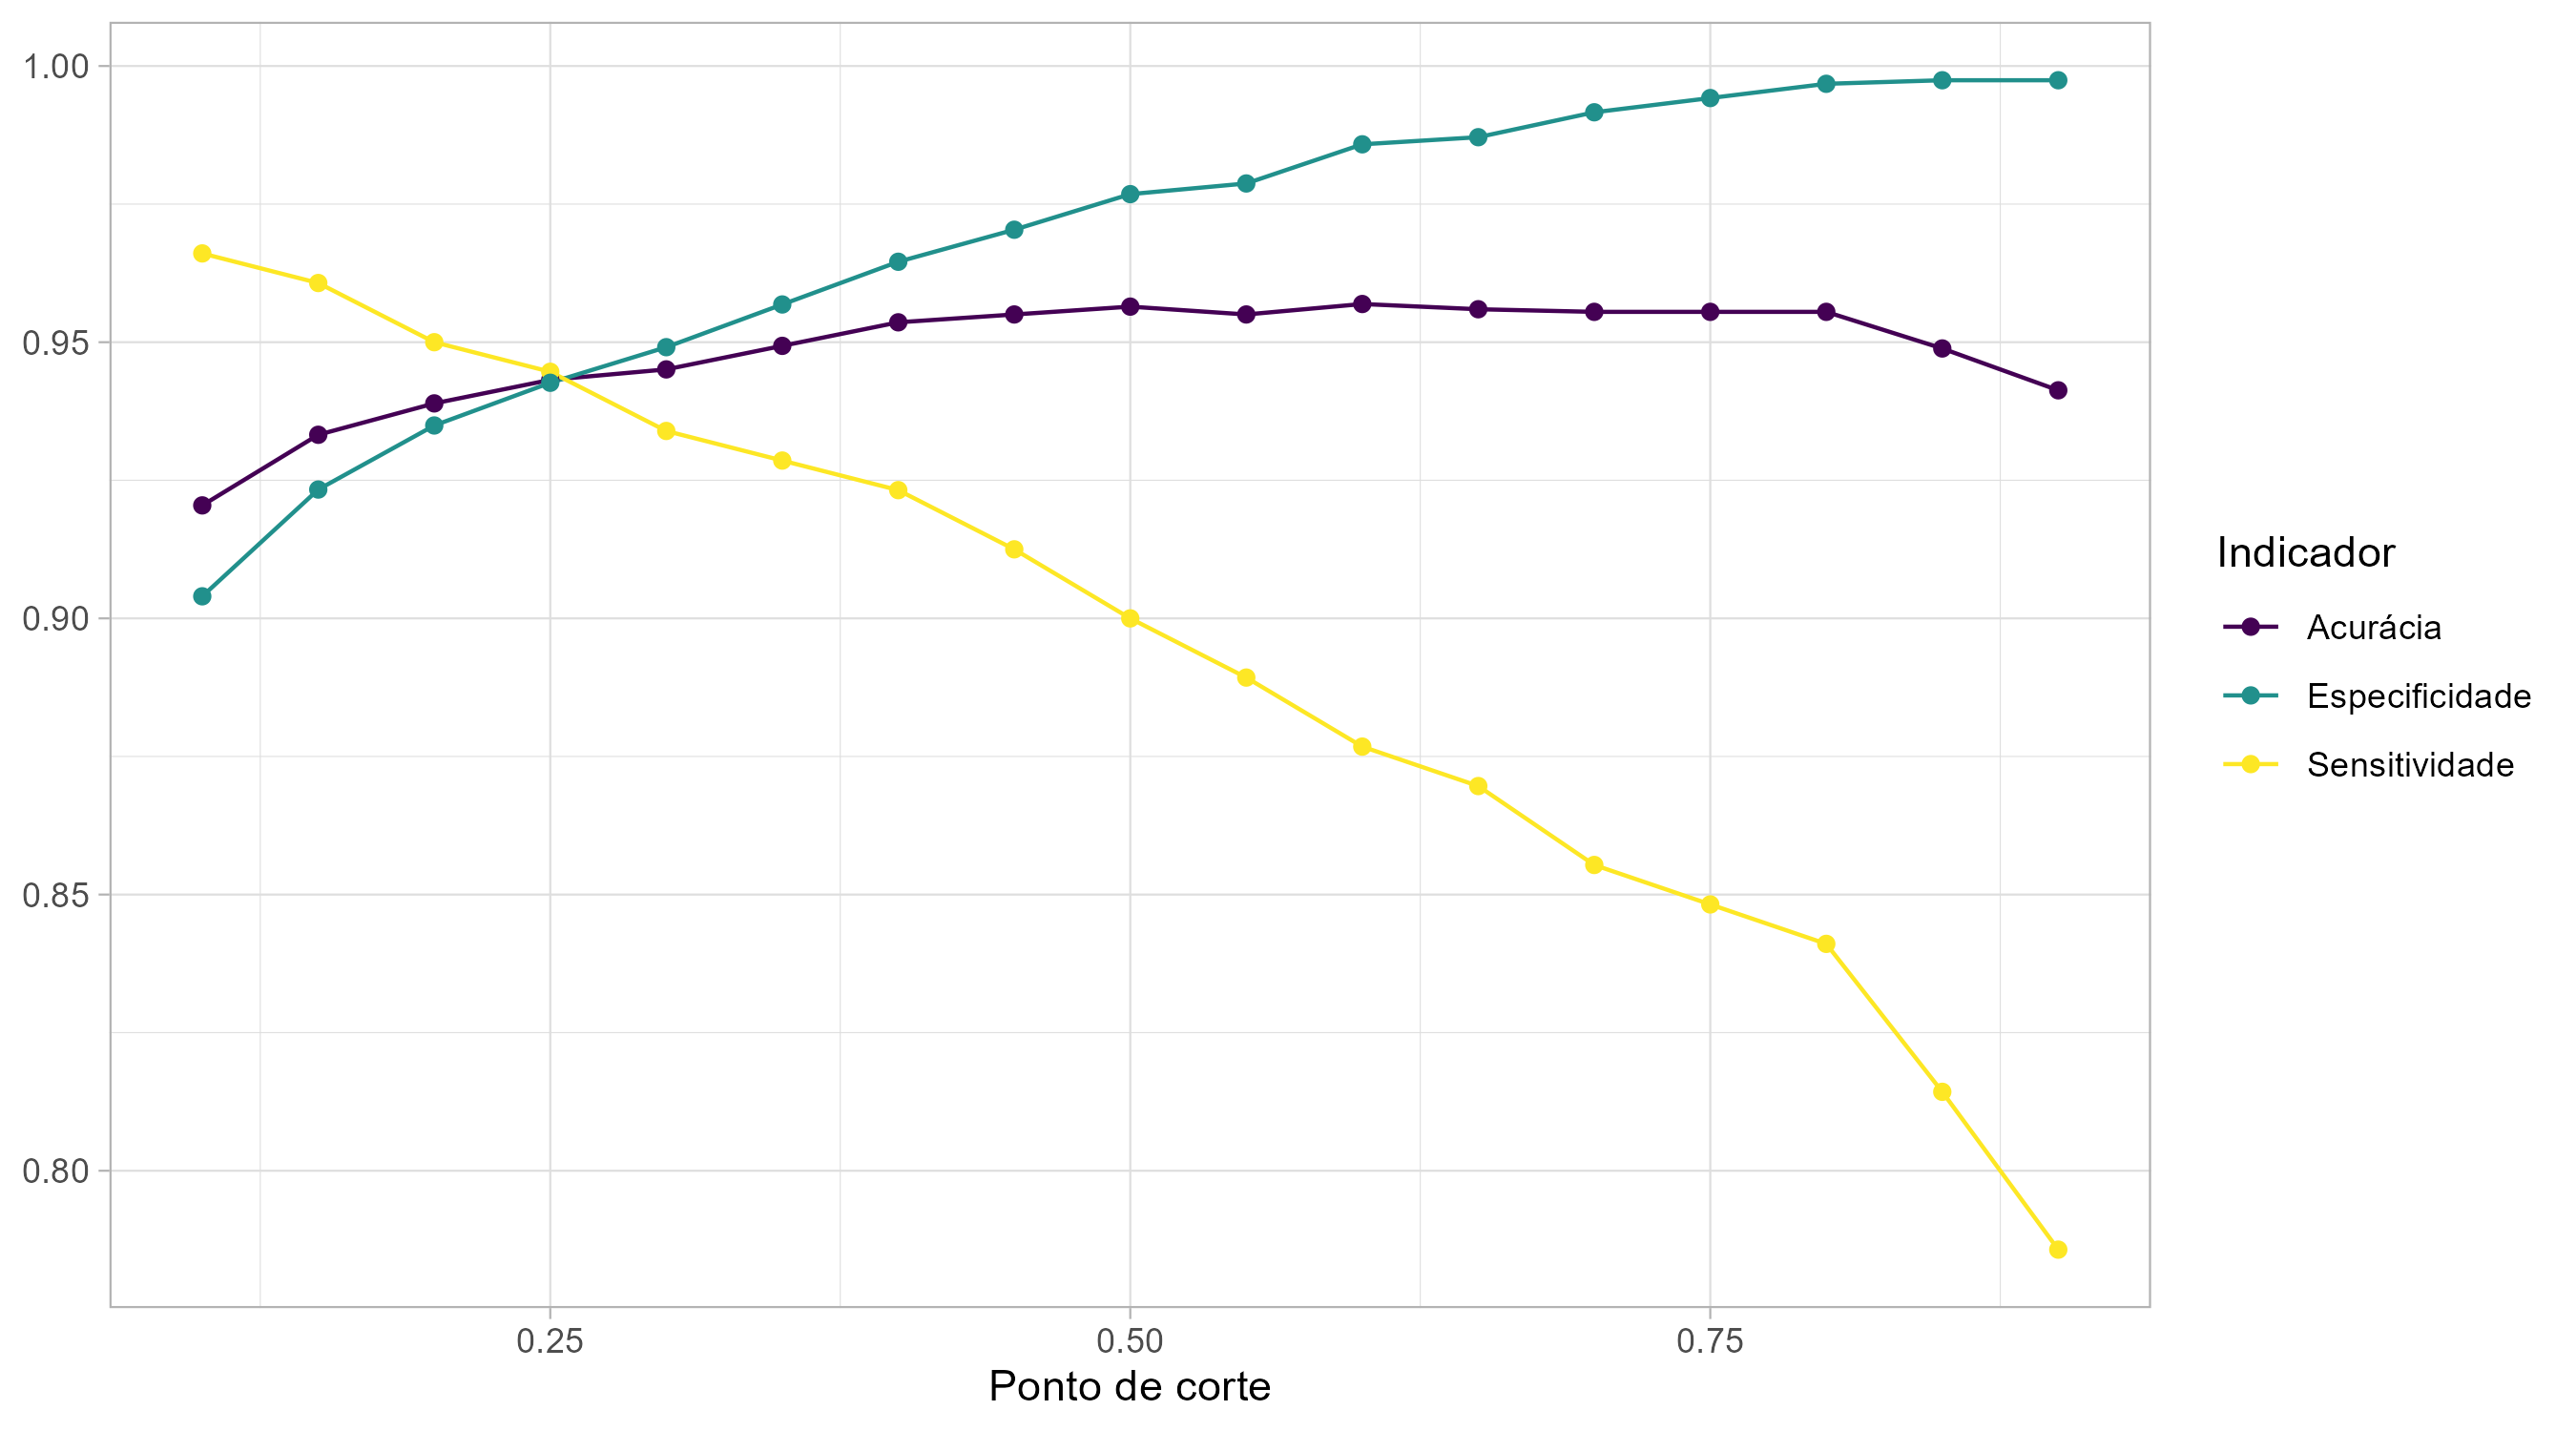 1.00
0.95
0.90
0.85
0.80
0.25
0.50
0.75
Ponto de corte
Indicador
Acurácia
Especificidade
Sensitividade